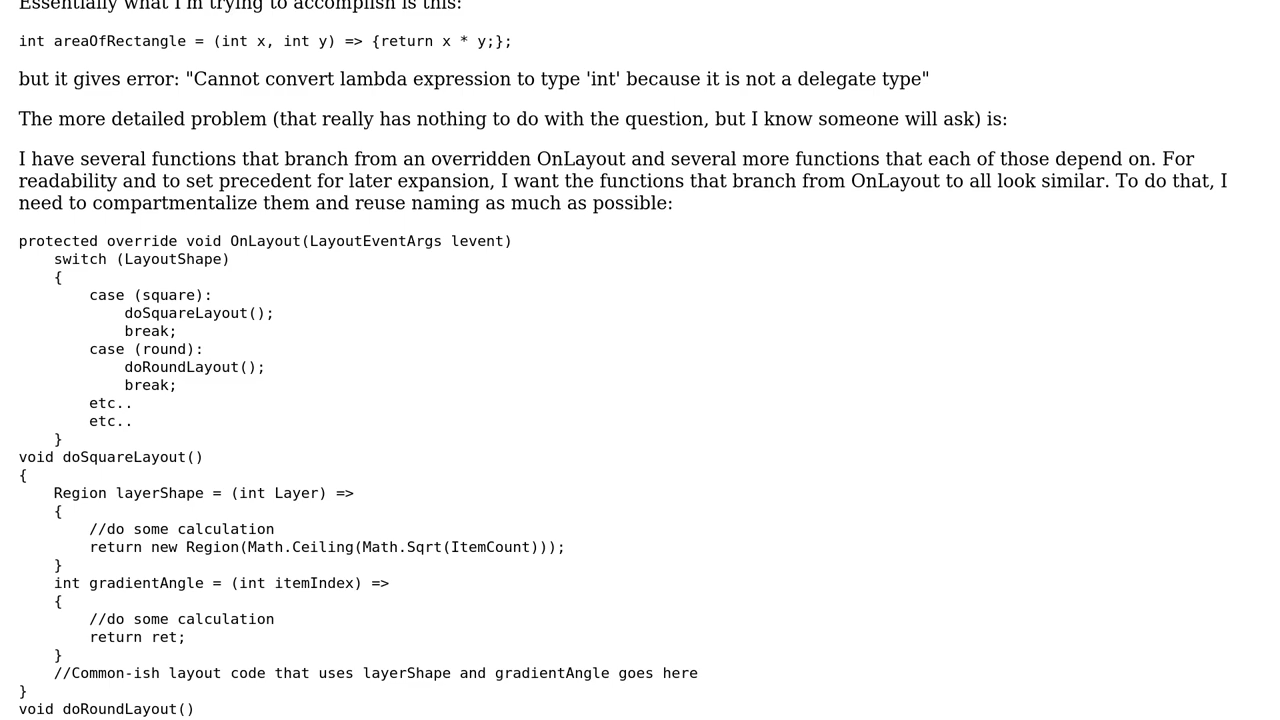 Essentially what I'm trying to accomplish is this:
int areaOfRectangle = (int x, int y) => {return x * y;};
but it gives error: "Cannot convert lambda expression to type 'int' because it is not a delegate type"
The more detailed problem (that really has nothing to do with the question, but I know someone will ask) is:
I have several functions that branch from an overridden OnLayout and several more functions that each of those depend on. For
readability and to set precedent for later expansion, I want the functions that branch from OnLayout to all look similar. To do that, I
need to compartmentalize them and reuse naming as much as possible:
protected override void OnLayout(LayoutEventArgs levent)
    switch (LayoutShape)
    {
        case (square):
            doSquareLayout();
            break;
        case (round):
            doRoundLayout();
            break;
        etc..
        etc..
    }
void doSquareLayout()
{
    Region layerShape = (int Layer) =>
    {
        //do some calculation
        return new Region(Math.Ceiling(Math.Sqrt(ItemCount)));
    }
    int gradientAngle = (int itemIndex) =>
    {
        //do some calculation
        return ret;
    }
    //Common-ish layout code that uses layerShape and gradientAngle goes here
}
void doRoundLayout()